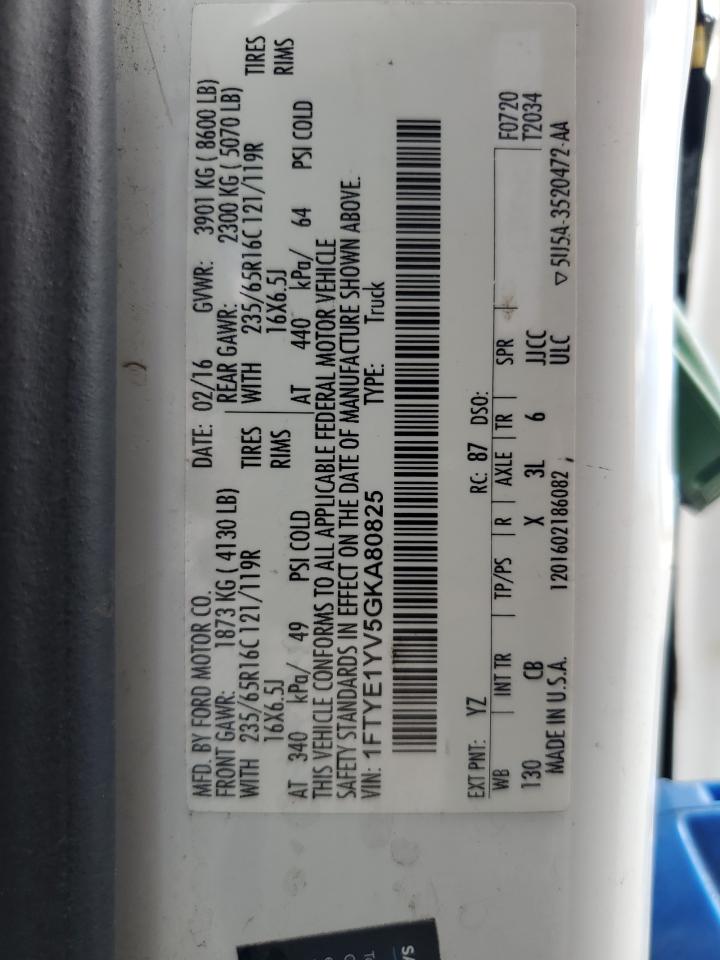 MFD. BY FORD MOTOR CO. DATE: 02/16 GVWR: 3901 KG ( 8600 LB)
FRONT GAWR: 1873 KG ( 4130 LB) REAR GAWR: 2300 KG ( 5070 LB)
WITH 235/65R16C 121/119R TIRES WITH 235/65R16C 121/119R TIRES
16X6.5J RIMS 16X6.5J RIMS
AT 340 kPa/ 49 PSI COLD AT 440 kPa/ 64 PSI COLD
THIS VEHICLE CONFORMS TO ALL APPLICABLE FEDERAL MOTOR VEHICLE
SAFETY STANDARDS IN EFFECT ON THE DATE OF MANUFACTURE SHOWN ABOVE.
VIN: 1FTYE1YV5GKA80825 TYPE: Truck
EXT PNT: YZ RC: 87 DSO:
WB INT TR TP/PS R AXLE TR SPR F0720
130 CB X 3L 6 JJCC T2034
MADE IN U.S.A. 1201602186082 ULC ▽ 5U5A-3520472-AA